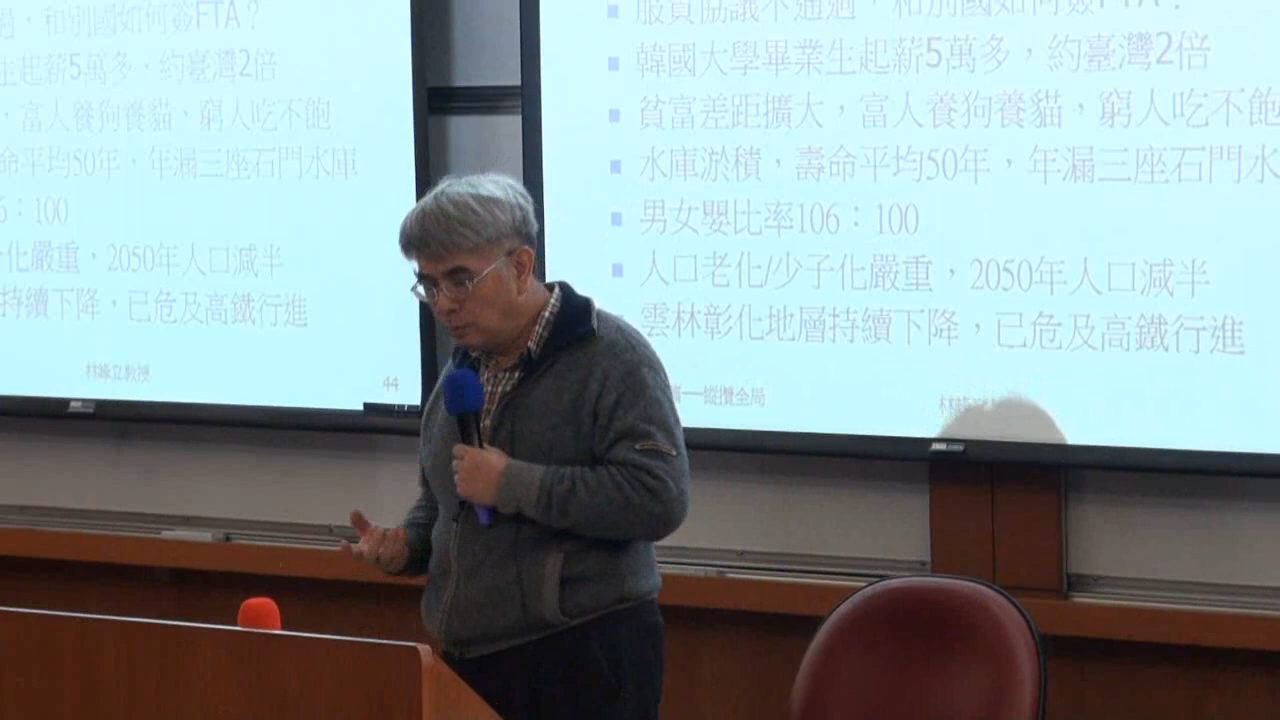 過，和別國如何簽FTA？
生起薪5萬多，約臺灣2倍
，富人養狗養貓，窮人吃不飽
命平均50年，年漏三座石門水庫
6：100
子化嚴重，2050年人口減半
持續下降，已危及高鐵行進
44
服貿協議不通過，和別國如何簽FTA？
韓國大學畢業生起薪5萬多，約臺灣2倍
貧富差距擴大，富人養狗養貓，窮人吃不飽
水庫淤積，壽命平均50年，年漏三座石門水
男女嬰比率106：100
人口老化/少子化嚴重，2050年人口減半
雲林彰化地層持續下降，已危及高鐵行進
縱攬全局